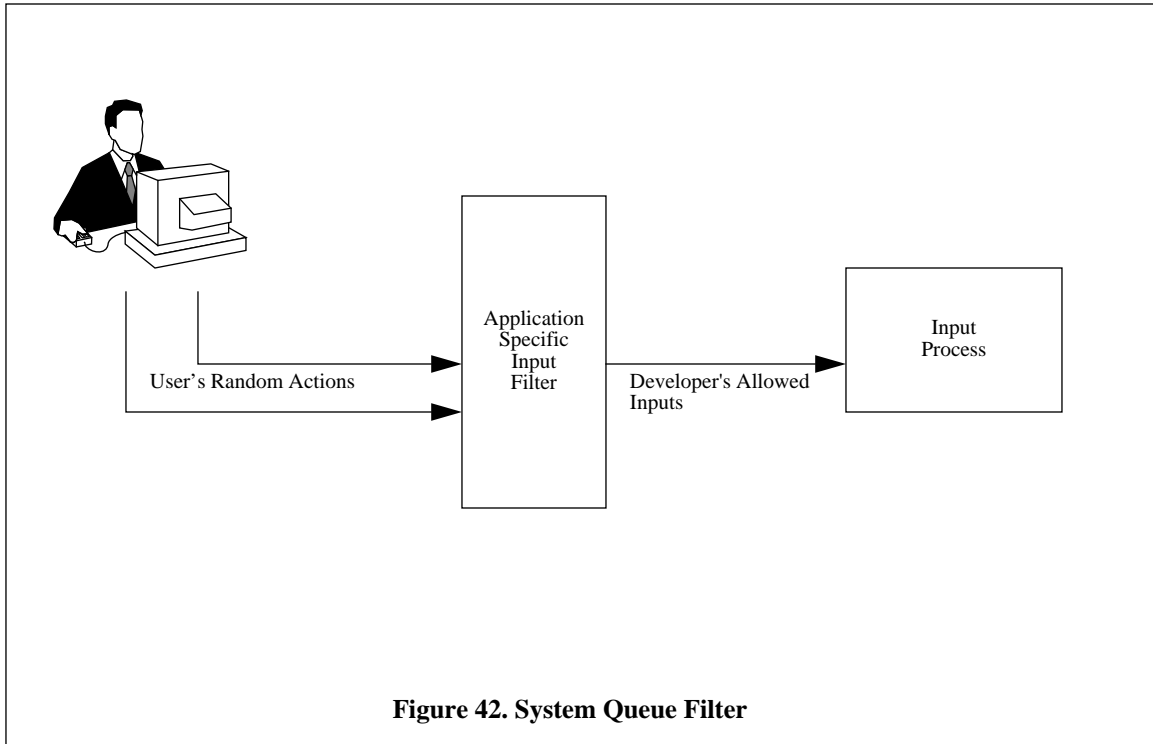 Application
Specific
Input
Filter
Input
Process
User’s Random Actions
Developer's Allowed
Inputs
Figure 42. System Queue Filter